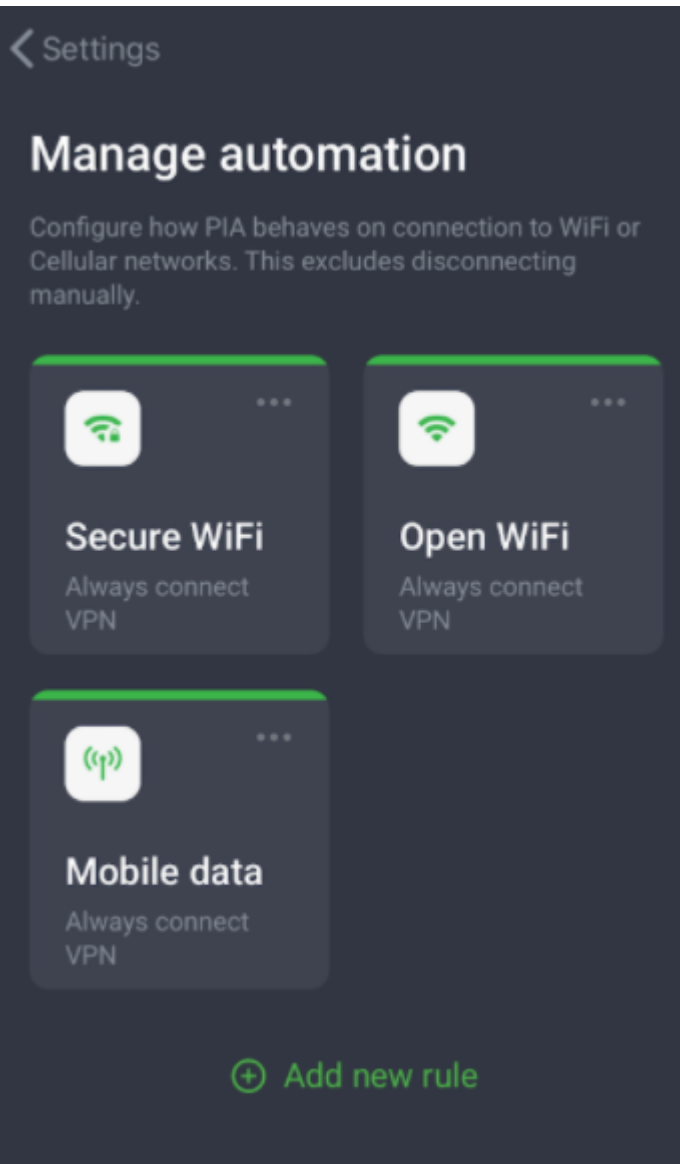 Settings
Manage automation
Configure how PIA behaves on connection to WiFi or
Cellular networks. This excludes disconnecting
manually.
Secure WiFi
Always connect
VPN
Open WiFi
Always connect
VPN
Mobile data
Always connect
VPN
Add new rule